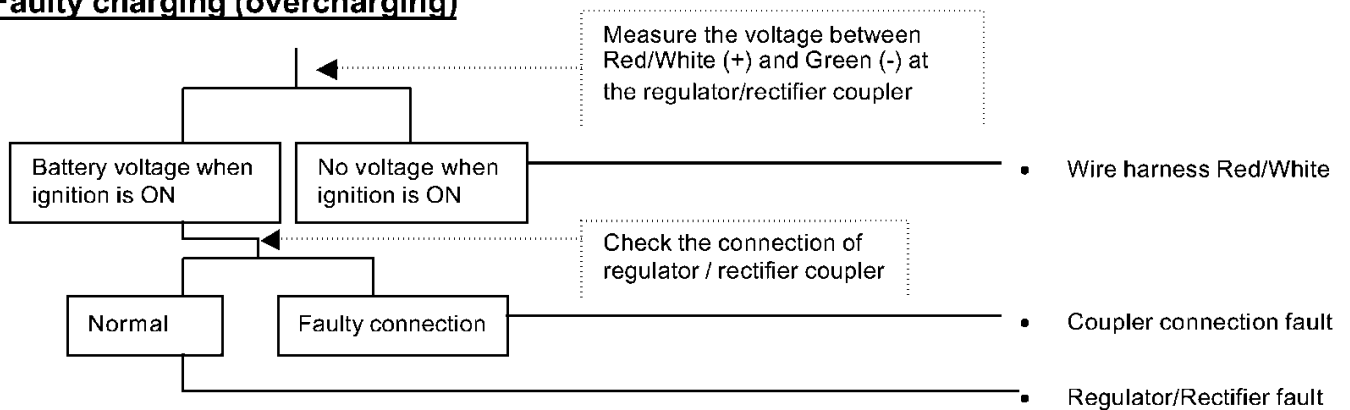 Faulty charging (overcharging)
Measure the voltage between
Red/White (+) and Green (-) at
the regulator/rectifier coupler
Battery voltage when
ignition is ON
No voltage when
ignition is ON
• Wire harness Red/White
Check the connection of
regulator / rectifier coupler
Normal
Faulty connection
• Coupler connection fault
• Regulator/Rectifier fault